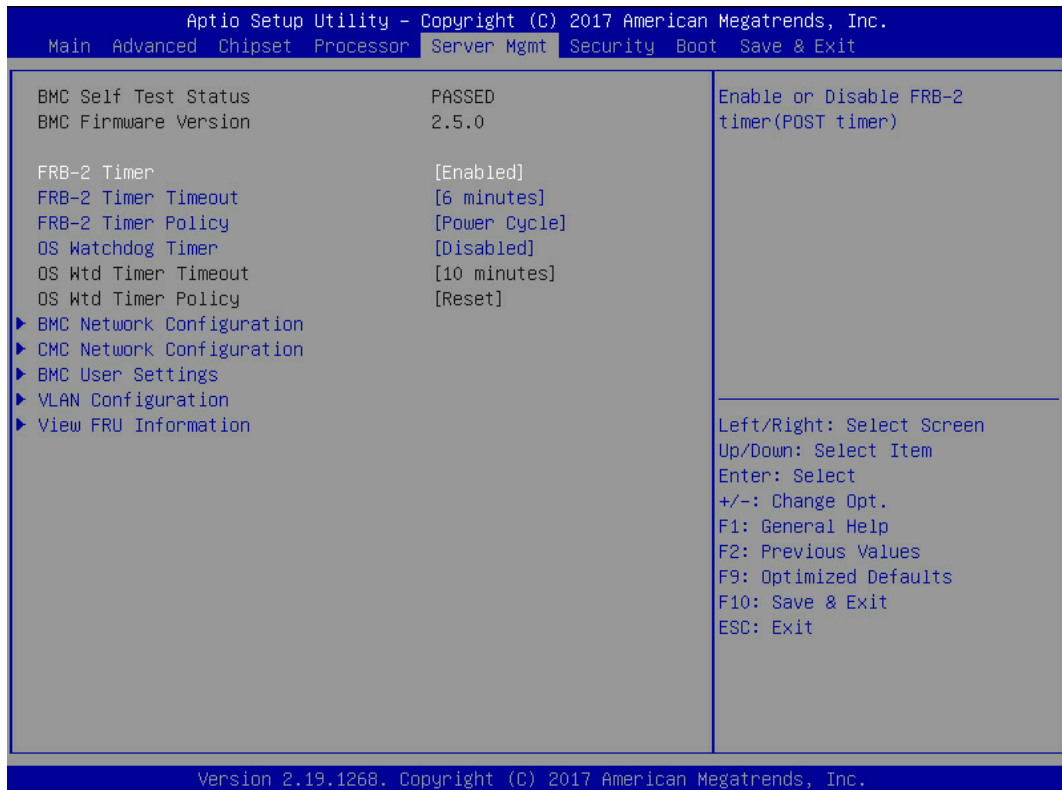 Aptio Setup Utility – Copyright (C) 2017 American Megatrends, Inc.
Main Advanced Chipset Processor Server Mgmt Security Boot Save & Exit
BMC Self Test Status PASSED
BMC Firmware Version 2.5.0
FRB-2 Timer [Enabled]
FRB-2 Timer Timeout [6 minutes]
FRB-2 Timer Policy [Power Cycle]
OS Watchdog Timer [Disabled]
OS Wtd Timer Timeout [10 minutes]
OS Wtd Timer Policy [Reset]
BMC Network Configuration
CMC Network Configuration
BMC User Settings
VLAN Configuration
View FRU Information
Enable or Disable FRB-2
timer(POST timer)
Left/Right: Select Screen
Up/Down: Select Item
Enter: Select
+/-: Change Opt.
F1: General Help
F2: Previous Values
F9: Optimized Defaults
F10: Save & Exit
ESC: Exit
Version 2.19.1268. Copyright (C) 2017 American Megatrends, Inc.